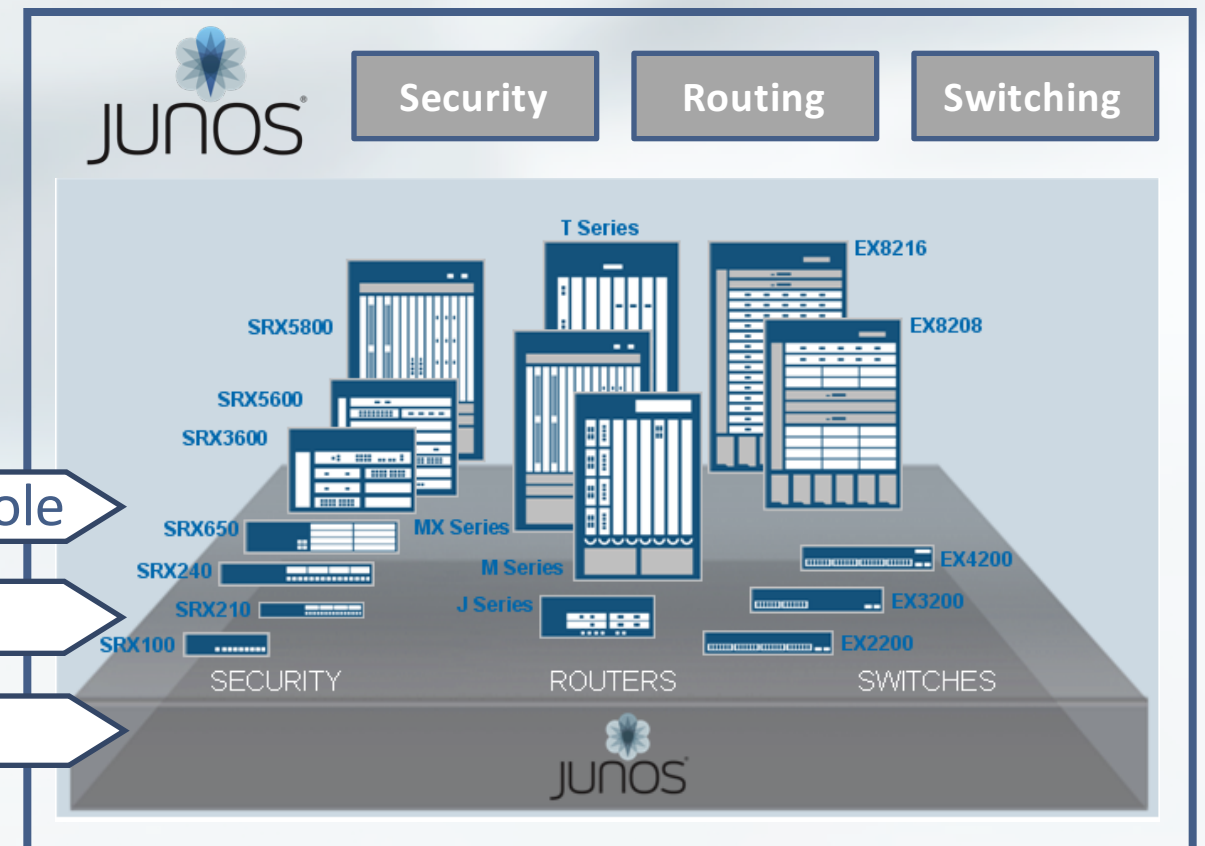 JUNOS
Security
Routing
Switching
T Series
EX8216
SRX5800
EX8208
SRX5600
SRX3600
SRX650
MX Series
SRX240
M Series
EX4200
SRX210
J Series
EX3200
SRX100
EX2200
SECURITY
ROUTERS
SWITCHES
JUNOS